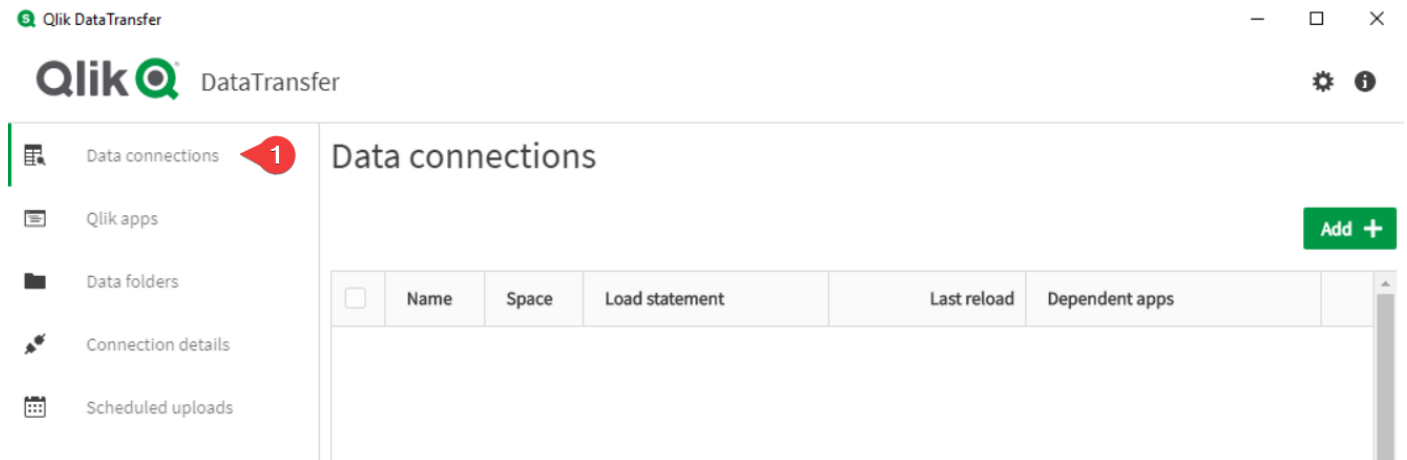 Qlik DataTransfer
Qlik DataTransfer
Data connections 1
Qlik apps
Data folders
Connection details
Scheduled uploads
Data connections
Add +
Name Space Load statement Last reload Dependent apps